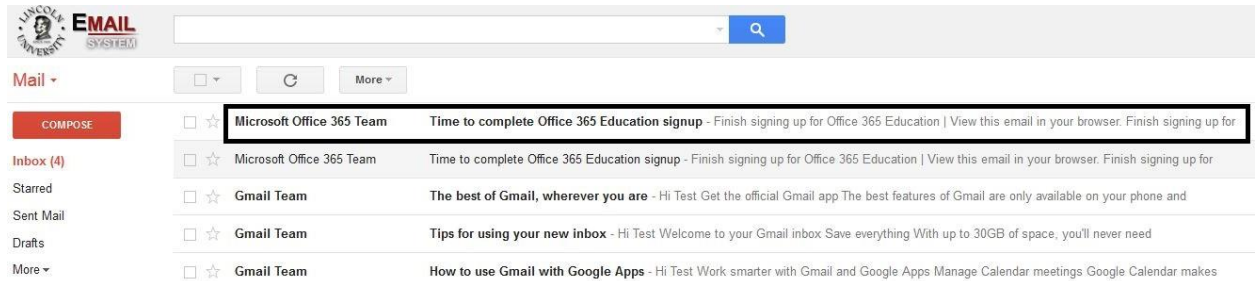 LINCOLN UNIVERSITY
EMAIL SYSTEM
Mail
More
COMPOSE
Inbox (4)
Starred
Sent Mail
Drafts
More
Microsoft Office 365 Team Time to complete Office 365 Education signup - Finish signing up for Office 365 Education | View this email in your browser. Finish signing up for
Microsoft Office 365 Team Time to complete Office 365 Education signup - Finish signing up for Office 365 Education | View this email in your browser. Finish signing up for
Gmail Team The best of Gmail, wherever you are - Hi Test Get the official Gmail app The best features of Gmail are only available on your phone and
Gmail Team Tips for using your new inbox - Hi Test Welcome to your Gmail inbox Save everything With up to 30GB of space, you'll never need
Gmail Team How to use Gmail with Google Apps - Hi Test Work smarter with Gmail and Google Apps Manage Calendar meetings Google Calendar makes